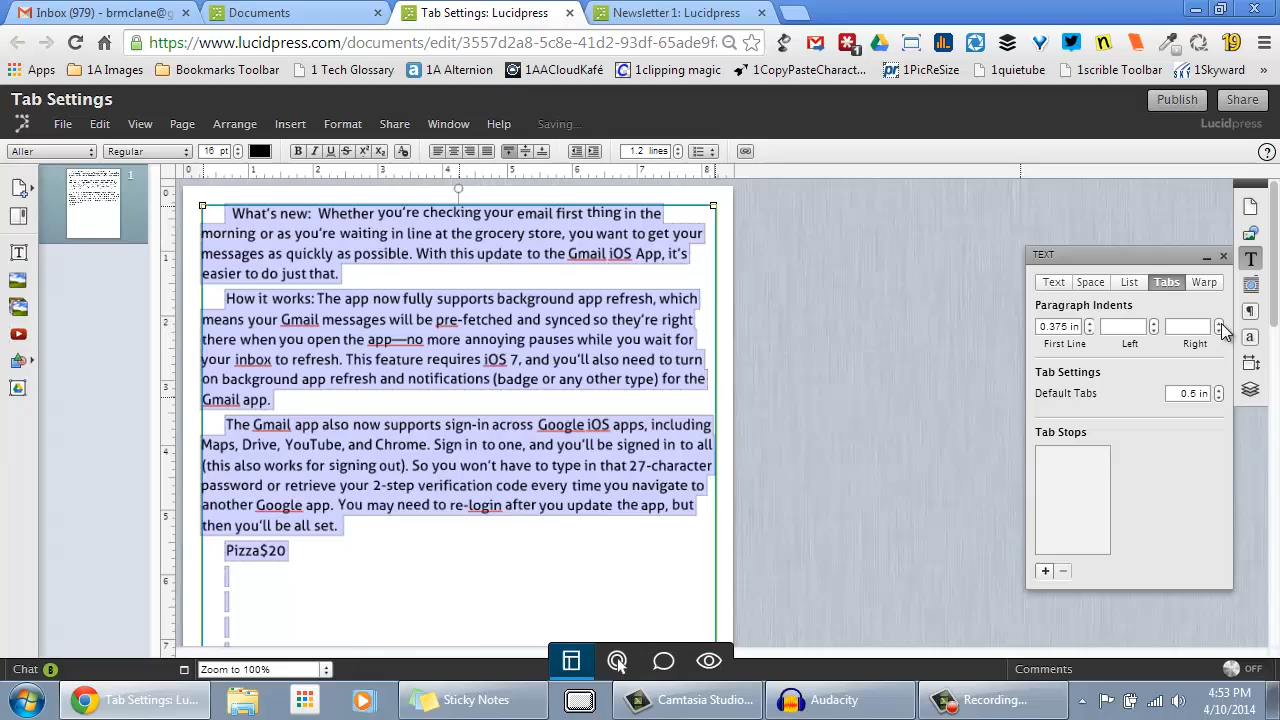 Inbox (979) - brmclane@g
Documents
Tab Settings: Lucidpress
Newsletter 1: Lucidpress
https://www.lucidpress.com/documents/edit/3557d2a8-5c8e-41d2-93df-65ade9f
Apps
1A Images
Bookmarks Toolbar
1 Tech Glossary
1A Alternion
1AACloudKafé
1clipping magic
1CopyPasteCharact...
1PicReSize
1quietube
1scribb Toolbar
1Skyward
»
Tab Settings
Publish
Share
File
Edit
View
Page
Arrange
Insert
Format
Share
Window
Help
Saving...
Lucidpress
Aller
Regular
16 pt
B I U S X² X₂
1.2 lines
What's new: Whether you're checking your email first thing in the
morning or as you're waiting in line at the grocery store, you want to get your
messages as quickly as possible. With this update to the Gmail iOS App, it's
easier to do just that.
How it works: The app now fully supports background app refresh, which
means your Gmail messages will be pre-fetched and synced so they're right
there when you open the app—no more annoying pauses while you wait for
your inbox to refresh. This feature requires iOS 7, and you'll also need to turn
on background app refresh and notifications (badge or any other type) for the
Gmail app.
The Gmail app also now supports sign-in across Google iOS apps, including
Maps, Drive, YouTube, and Chrome. Sign in to one, and you'll be signed in to all
(this also works for signing out). So you won't have to type in that 27-character
password or retrieve your 2-step verification code every time you navigate to
another Google app. You may need to re-login after you update the app, but
then you'll be all set.
Pizza$20
TEXT
Text
Space
List
Tabs
Warp
Paragraph Indents
0.375 in
First Line
Left
Right
Tab Settings
Default Tabs
0.5 in
Tab Stops
Chat 8
Zoom to 100%
Comments
OFF
Tab Settings: Luci...
Sticky Notes
Camtasia Studio...
Audacity
Recording...
4:53 PM
4/10/2014